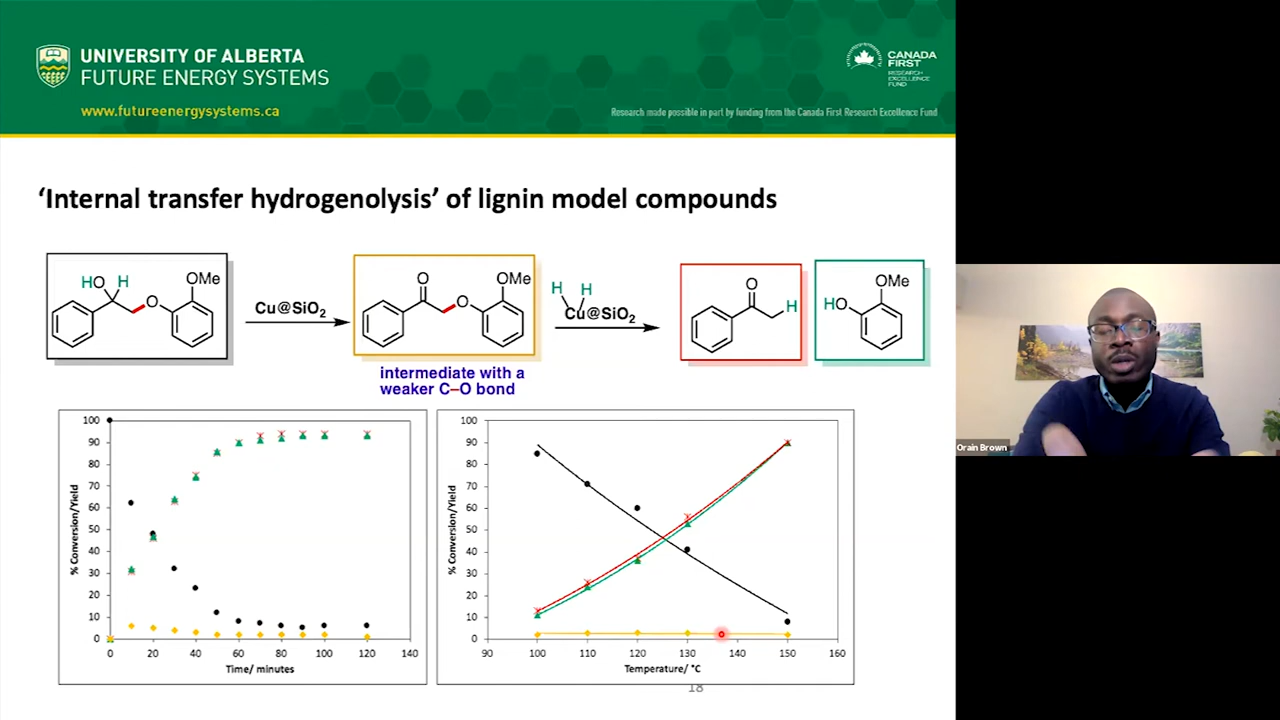 UNIVERSITY OF ALBERTA
FUTURE ENERGY SYSTEMS
www.futureenergysystems.ca
CANADA
FIRST
RESEARCH
EXCELLENCE
FUND
Research made possible in part by funding from the Canada First Research Excellence Fund
‘Internal transfer hydrogenolysis’ of lignin model compounds
HO H O OMe
Cu@SiO2
O O OMe
H H
Cu@SiO2
O H
HO OMe
intermediate with a
weaker C–O bond
% Conversion/Yield
100
90
80
70
60
50
40
30
20
10
0
0 20 40 60 80 100 120 140
Time/ minutes
% Conversion/Yield
100
90
80
70
60
50
40
30
20
10
0
90 100 110 120 130 140 150 160
Temperature/ °C
18
Orain Brown